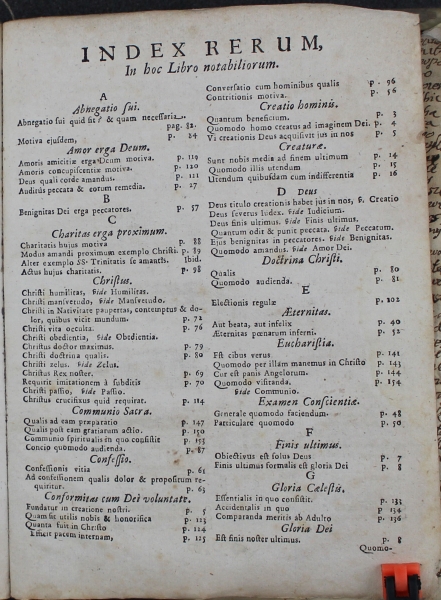 INDEX RERUM,
In hoc Libro notabiliorum.
A
Abnegatio sui.
Abnegatio sui quid sit & quam necessaria
pag. 82.
Motiva ejusdem, p. 84
Amor erga Deum.
Amoris amicitiæ erga Deum motiva. p. 119
Amoris concupiscentiæ motiva. p. 120
Deus quali corde amandus. p. 121
Auditus peccata & eorum remedia. p. 27
B
Benignitas Dei erga peccatores. p. 57
C
Charitas erga proximum.
Charitatis hujus motiva p. 88
Modus amandi proximum exemplo Christi. p. 89
Alter exemplo SS. Trinitatis se amantis. Ibid.
Actus hujus charitatis. p. 98
Christus.
Christi humilitas, Vide Humilitas.
Christi mansvetudo, Vide Mansvetudo.
Christi in Nativitate paupertas, contemptus & do-
lor, quibus vicit mundum. p. 72
Christi vita occulta. p. 76
Christi obedientia, Vide Obedientia.
Christus doctor maximus. p. 79
Christi doctrina qualis. p. 80
Christi zelus. Vide Zelus.
Christus Rex noster. p. 69
Requirit imitationem à subditis p. 70
Christi passio, Vide Passio.
Christus crucifixus quid requirat. p. 114
Communio Sacra.
Qualis ad eam præparatio p. 147
Qualis post eam gratiarum actio. p. 150
Communio spiritualis in quo consistit p. 153
Concio quomodo audienda. p. 87
Confessio.
Confessionis vitia p. 61
Ad confessionem qualis dolor & propositum re-
quiritur. p. 63
Conformitas cum Dei voluntate.
Fundatur in creatione nostri. p. 5
Quam sit utilis nobis & honorifica p. 123
Quanta fuit in Christo p. 124
pacem internam, p. 125
Conversatio cum hominibus qualis p. 96
Contritionis motiva. p. 56
Creatio hominis.
Quantum beneficium. p. 3
Quomodo homo creatus ad imaginem Dei. p. 4
Vi creationis Deus acquisivit jus in nos p. 5
Creaturæ.
Sunt nobis media ad finem ultimum p. 14
Quomodo illis utendum p. 15
Utendum quibusdam cum indifferentia p. 16
D Deus
Deus titulo creationis habet jus in nos, V. Creatio
Deus severus Judex. Vide Judicium.
Deus finis ultimus. Vide Finis ultimus.
Quantum odit & punit peccata. Vide Peccatum.
Ejus benignitas in peccatores. Vide Benignitas.
Quomodo amandus. Vide Amor Dei.
Doctrina Christi.
Qualis p. 80
Quomodo audienda. p. 81
E
Electionis regulæ p. 102
Æternitas.
Aut beata, aut infelix p. 40
Æternitas pœnarum inferni. p. 52
Eucharistia.
Est cibus verus p. 141
Quomodo per illam manemus in Christo p. 143
Cur est panis Angelorum. p. 144
Quomodo visitanda. p. 154
Vide Communio.
Examen Conscientiæ.
Generale quomodo faciendum. p. 48
Particulare quomodo p. 50
F
Finis ultimus.
Obiectivus est solus Deus p. 7
Finis ultimus formalis est gloria Dei p. 8
G
Gloria Cælestis.
Essentialis in quo consistit. p. 133
Accidentalis in quo p. 134
Comparanda meritis ab Adulto p. 136
Gloria Dei
Est finis noster ultimus. p. 8
Quomo-